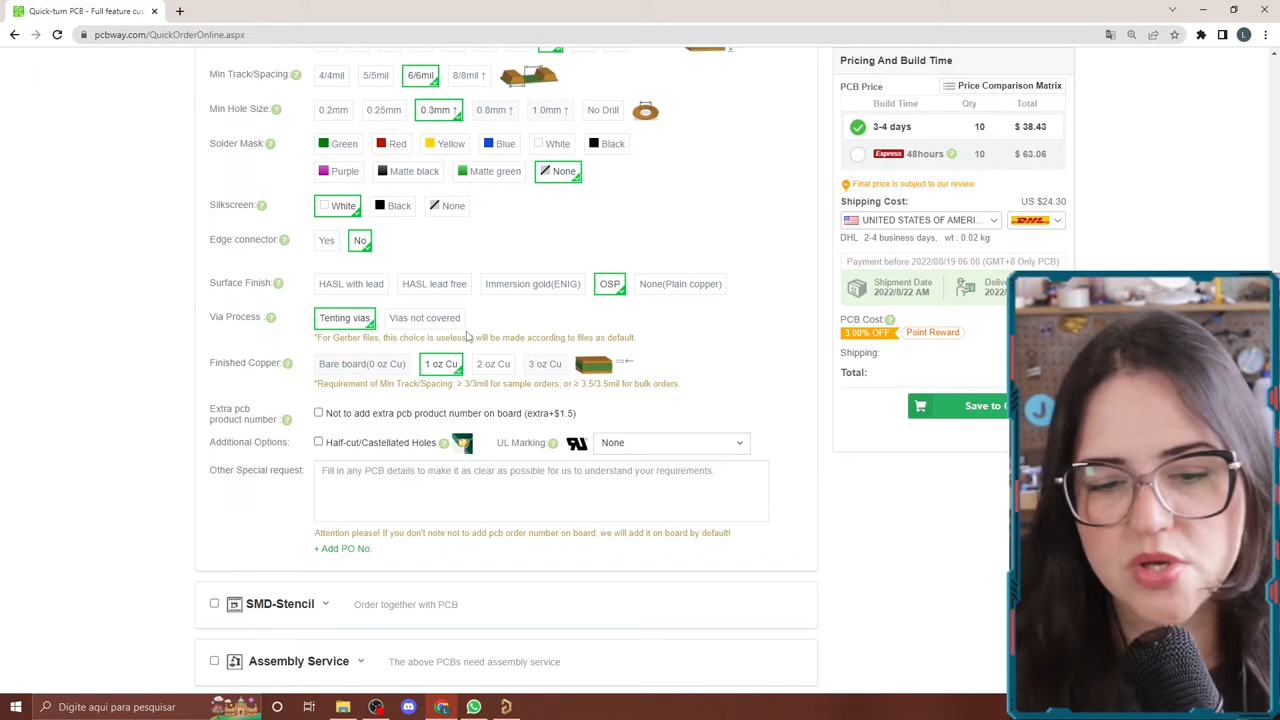 Quick-turn PCB - Full feature cus
pcbway.com/QuickOrderOnline.aspx
L
Min Track/Spacing: 4/4mil 5/5mil 6/6mil 8/8mil ↑
Min Hole Size: 0.2mm 0.25mm 0.3mm ↑ 0.8mm ↑ 1.0mm ↑ No Drill
Solder Mask: Green Red Yellow Blue White Black
Purple Matte black Matte green None
Silkscreen: White Black None
Edge connector: Yes No
Surface Finish: HASL with lead HASL lead free Immersion gold(ENIG) OSP None(Plain copper)
Via Process : Tenting vias Vias not covered
*For Gerber files, this choice is useless will be made according to files as default.
Finished Copper: Bare board(0 oz Cu) 1 oz Cu 2 oz Cu 3 oz Cu
*Requirement of Min Track/Spacing: ≥ 3/3mil for sample orders, or ≥ 3.5/3.5mil for bulk orders.
Extra pcb
product number : Not to add extra pcb product number on board (extra+$1.5)
Additional Options: Half-cut/Castellated Holes UL Marking: None
Other Special request: Fill in any PCB details to make it as clear as possible for us to understand your requirements.
Attention please! If you don't note not to add pcb order number on board, we will add it on board by default!
+ Add PO No.
SMD-Stencil Order together with PCB
Assembly Service The above PCBs need assembly service
Pricing And Build Time
PCB Price Price Comparison Matrix
Build Time Qty Total
3-4 days 10 $ 38.43
Express 48hours 10 $ 63.06
Final price is subject to our review.
Shipping Cost: US $24.30
UNITED STATES OF AMERI... DHL
DHL 2-4 business days, wt : 0.02 kg
Payment before 2022/08/19 06:00 (GMT+8 Only PCB)
Shipment Date
2022/8/22 AM
2022/8
PCB Cost:
3.00% OFF Point Reward
Shipping:
Total:
Save to
Digite aqui para pesquisar